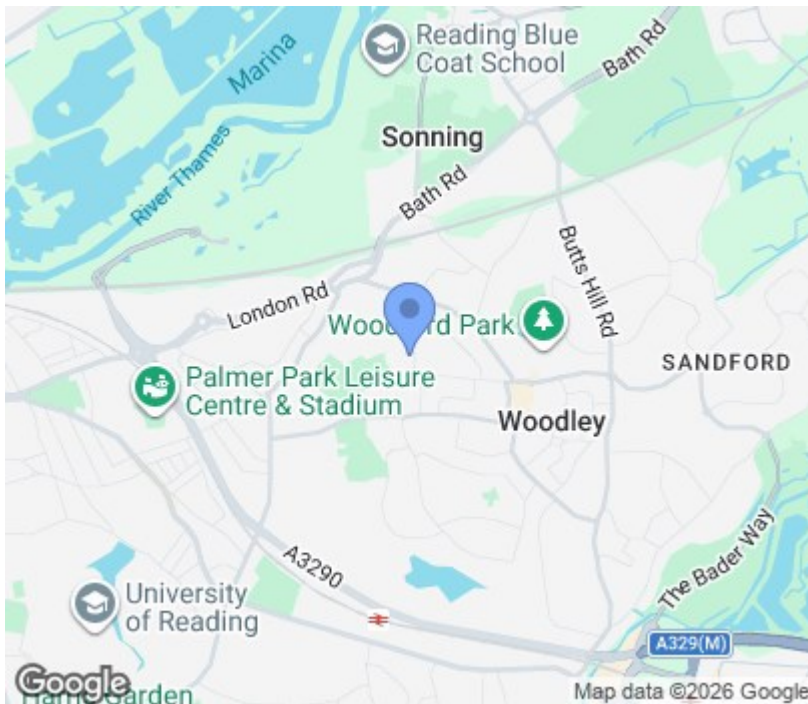 Marina
Reading Blue
Coat School
Bath Rd
Sonning
River Thames
Bath Rd
Butts Hill Rd
London Rd
Woodford Park
SANDFORD
Palmer Park Leisure
Centre & Stadium
Woodley
A3290
The Bader Way
University
of Reading
A329(M)
Google
Harris Garden
Map data ©2026 Google